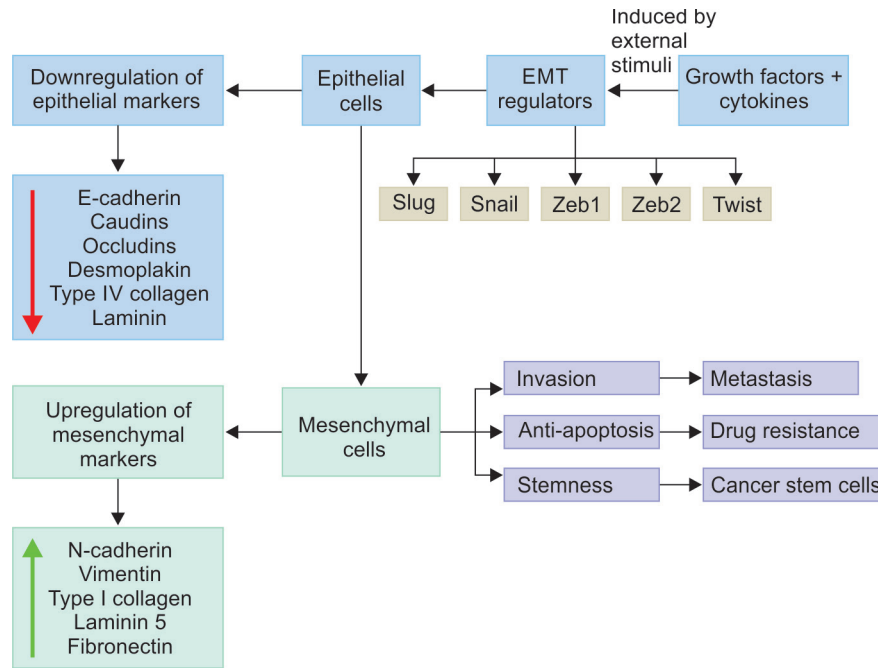 Induced by
external
stimuli
Downregulation of
epithelial markers
Epithelial
cells
EMT
regulators
Growth factors +
cytokines
Slug
Snail
Zeb1
Zeb2
Twist
E-cadherin
Caudins
Occludins
Desmoplakin
Type IV collagen
Laminin
Upregulation of
mesenchymal
markers
Mesenchymal
cells
Invasion
Metastasis
Anti-apoptosis
Drug resistance
Stemness
Cancer stem cells
N-cadherin
Vimentin
Type I collagen
Laminin 5
Fibronectin